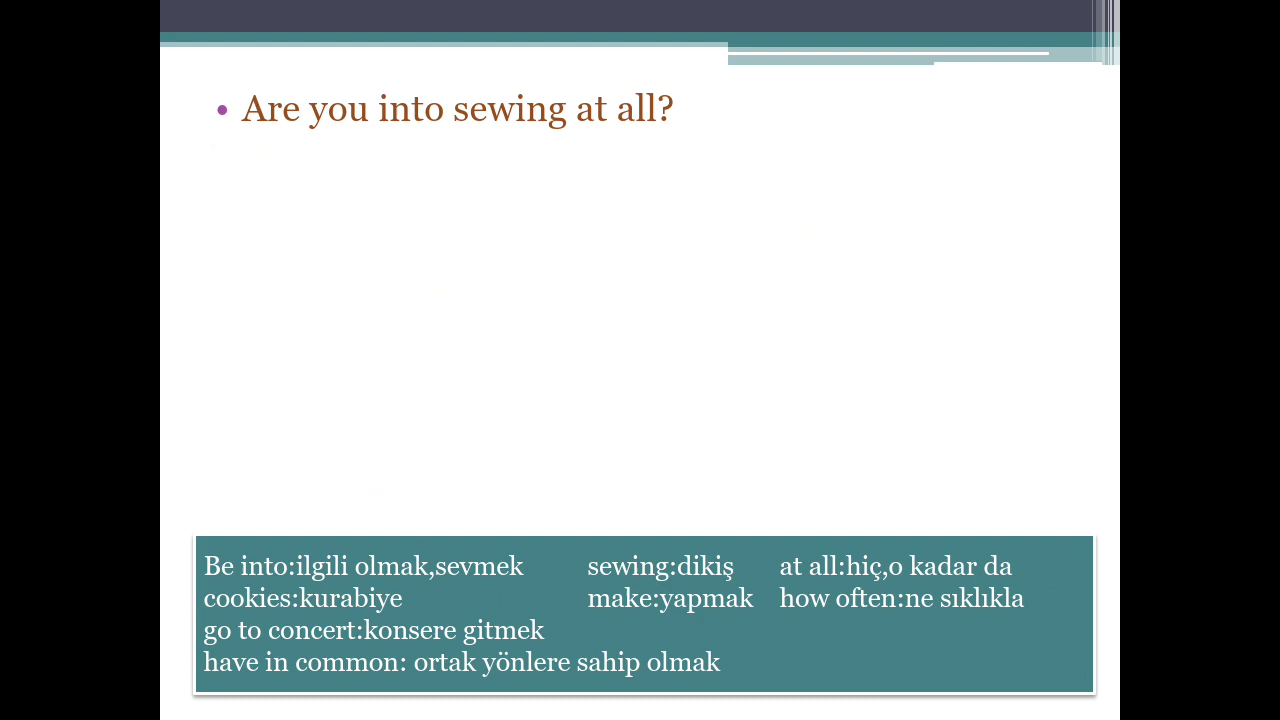 • Are you into sewing at all?
Be into:ilgili olmak,sevmek sewing:dikiş at all:hiç,o kadar da
cookies:kurabiye make:yapmak how often:ne sıklıkla
go to concert:konsere gitmek
have in common: ortak yönlere sahip olmak